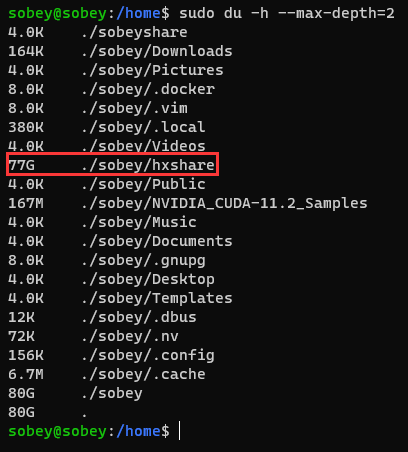 sobey@sobey:/home$ sudo du -h --max-depth=2
4.0K ./sobeyshare
164K ./sobey/Downloads
4.0K ./sobey/Pictures
8.0K ./sobey/.docker
8.0K ./sobey/.vim
380K ./sobey/.local
4.0K ./sobey/Videos
77G ./sobey/hxshare
4.0K ./sobey/Public
167M ./sobey/NVIDIA_CUDA-11.2_Samples
4.0K ./sobey/Music
4.0K ./sobey/Documents
8.0K ./sobey/.gnupg
4.0K ./sobey/Desktop
4.0K ./sobey/Templates
12K ./sobey/.dbus
72K ./sobey/.nv
156K ./sobey/.config
6.7M ./sobey/.cache
80G ./sobey
80G .
sobey@sobey:/home$